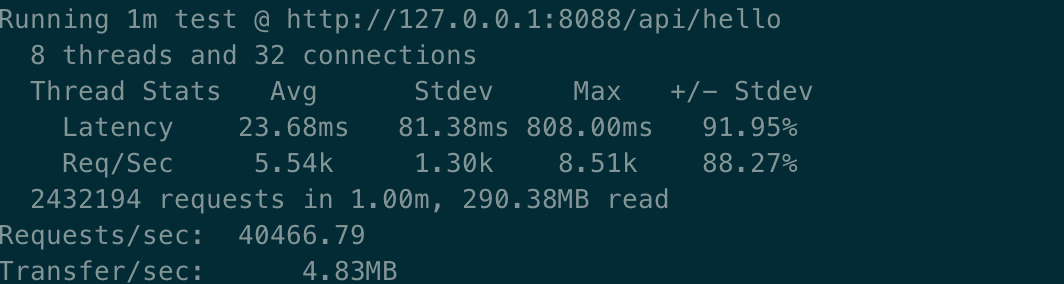 Running 1m test @ http://127.0.0.1:8088/api/hello
8 threads and 32 connections
Thread Stats Avg Stdev Max +/- Stdev
Latency 23.68ms 81.38ms 808.00ms 91.95%
Req/Sec 5.54k 1.30k 8.51k 88.27%
2432194 requests in 1.00m, 290.38MB read
Requests/sec: 40466.79
Transfer/sec: 4.83MB